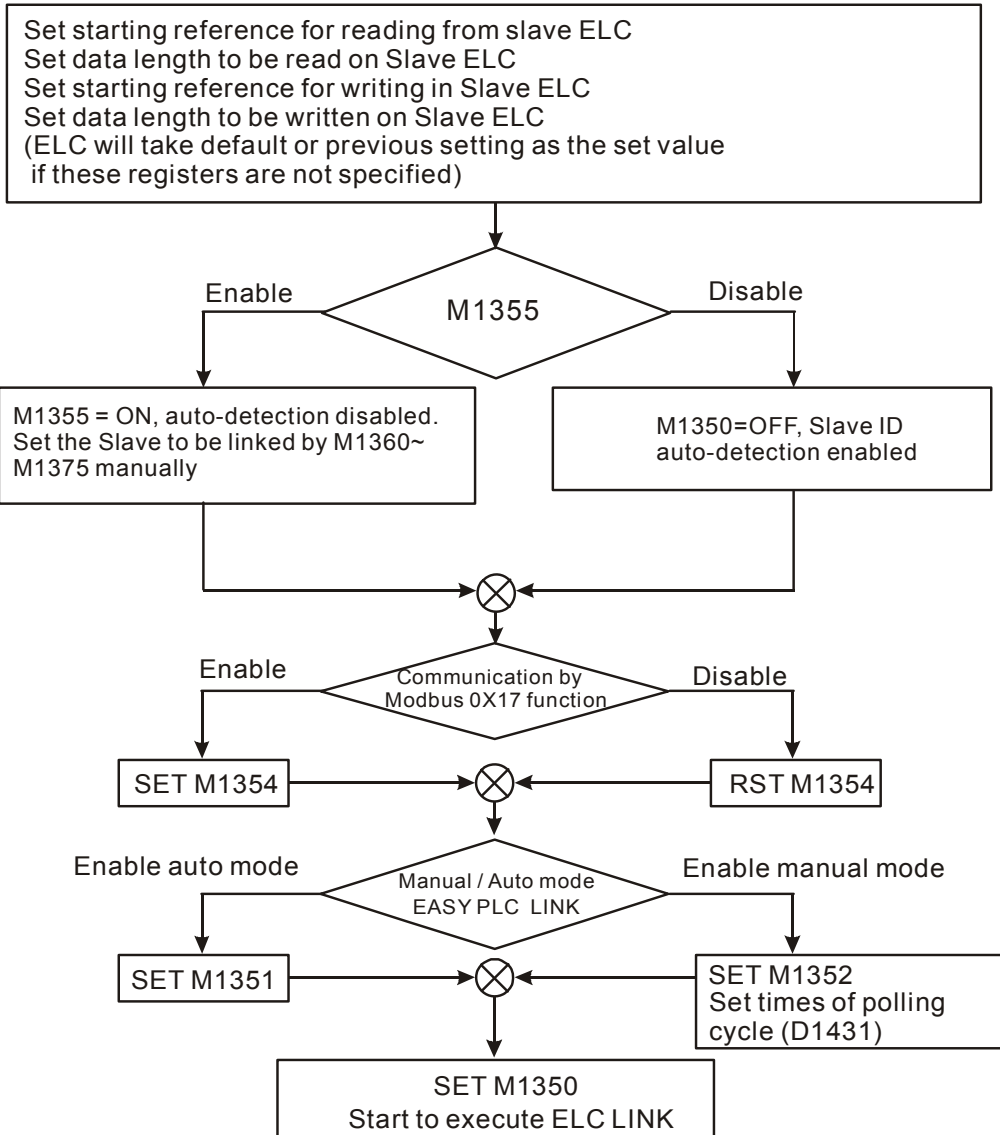 Set starting reference for reading from slave ELC
Set data length to be read on Slave ELC
Set starting reference for writing in Slave ELC
Set data length to be written on Slave ELC
(ELC will take default or previous setting as the set value
if these registers are not specified)
Enable
Disable
M1355
M1355 = ON, auto-detection disabled.
Set the Slave to be linked by M1360~
M1375 manually
M1350=OFF, Slave ID
auto-detection enabled
Enable
Disable
Communication by
Modbus 0X17 function
SET M1354
RST M1354
Enable auto mode
Enable manual mode
Manual / Auto mode
EASY PLC LINK
SET M1351
SET M1352
Set times of polling
cycle (D1431)
SET M1350
Start to execute ELC LINK